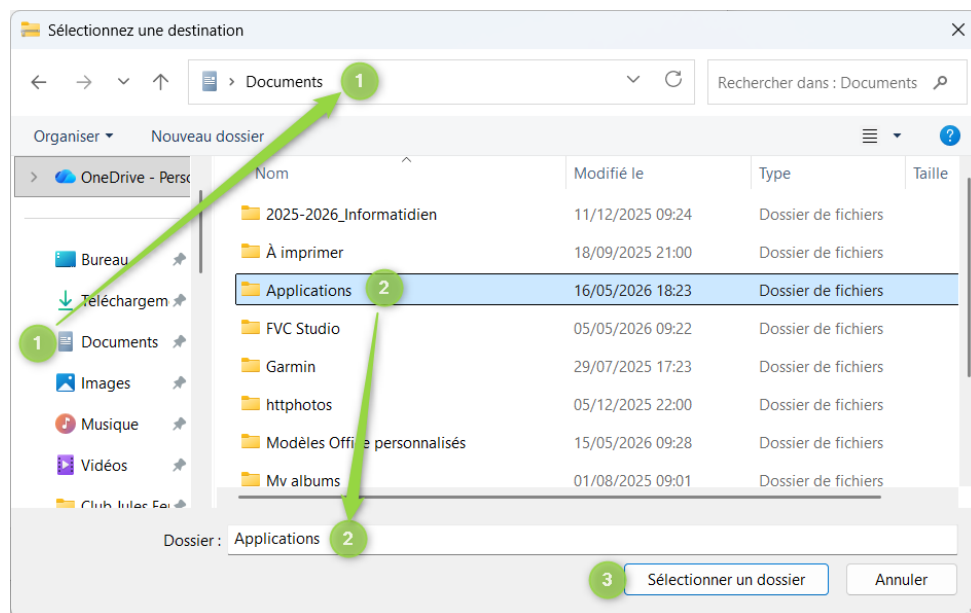 Sélectionnez une destination
Documents 1
Rechercher dans : Documents
Organiser Nouveau dossier
OneDrive - Perso
Nom Modifié le Type Taille
2025-2026_Informatidien 11/12/2025 09:24 Dossier de fichiers
À imprimer 18/09/2025 21:00 Dossier de fichiers
Applications 2 16/05/2026 18:23 Dossier de fichiers
FVC Studio 05/05/2026 09:22 Dossier de fichiers
Garmin 29/07/2025 17:23 Dossier de fichiers
httphotos 05/12/2025 22:00 Dossier de fichiers
Modèles Office personnalisés 15/05/2026 09:28 Dossier de fichiers
My albums 01/08/2025 09:01 Dossier de fichiers
Bureau
Téléchargem
1 Documents
Images
Musique
Vidéos
Club Jules Fer
Dossier : Applications 2
3 Sélectionner un dossier Annuler